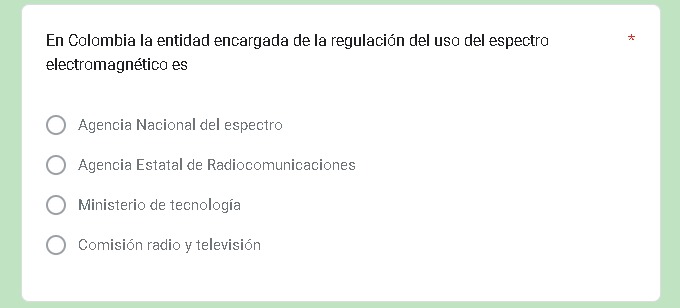 En Colombia la entidad encargada de la regulación del uso del espectro *
electromagnético es
Agencia Nacional del espectro
Agencia Estatal de Radiocomunicaciones
Ministerio de tecnología
Comisión radio y televisión